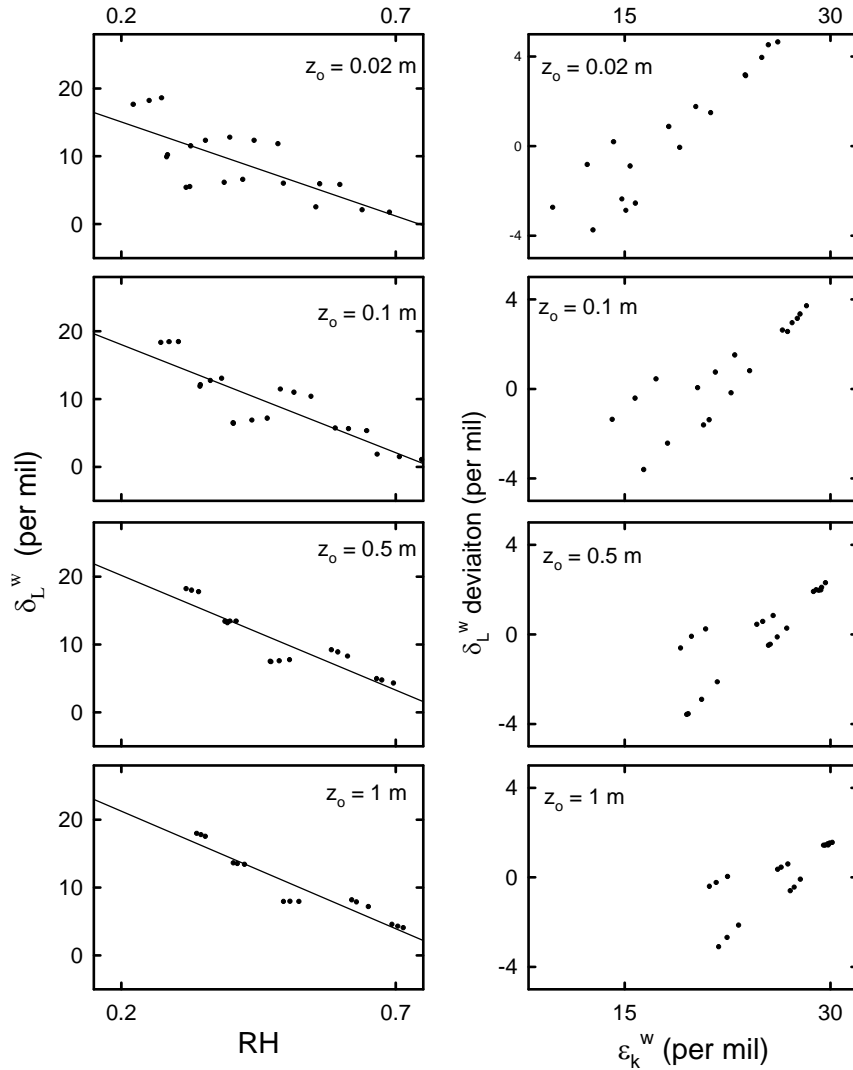 0.2 0.7 15 30
z_o = 0.02 m
20
10
0
z_o = 0.02 m
4
0
-4
z_o = 0.1 m
20
10
0
z_o = 0.1 m
4
0
-4
z_o = 0.5 m
20
10
0
z_o = 0.5 m
4
0
-4
z_o = 1 m
20
10
0
z_o = 1 m
4
0
-4
δ_L^w (per mil)
δ_L^w deviaiton (per mil)
0.2 0.7 15 30
RH
ε_k^w (per mil)